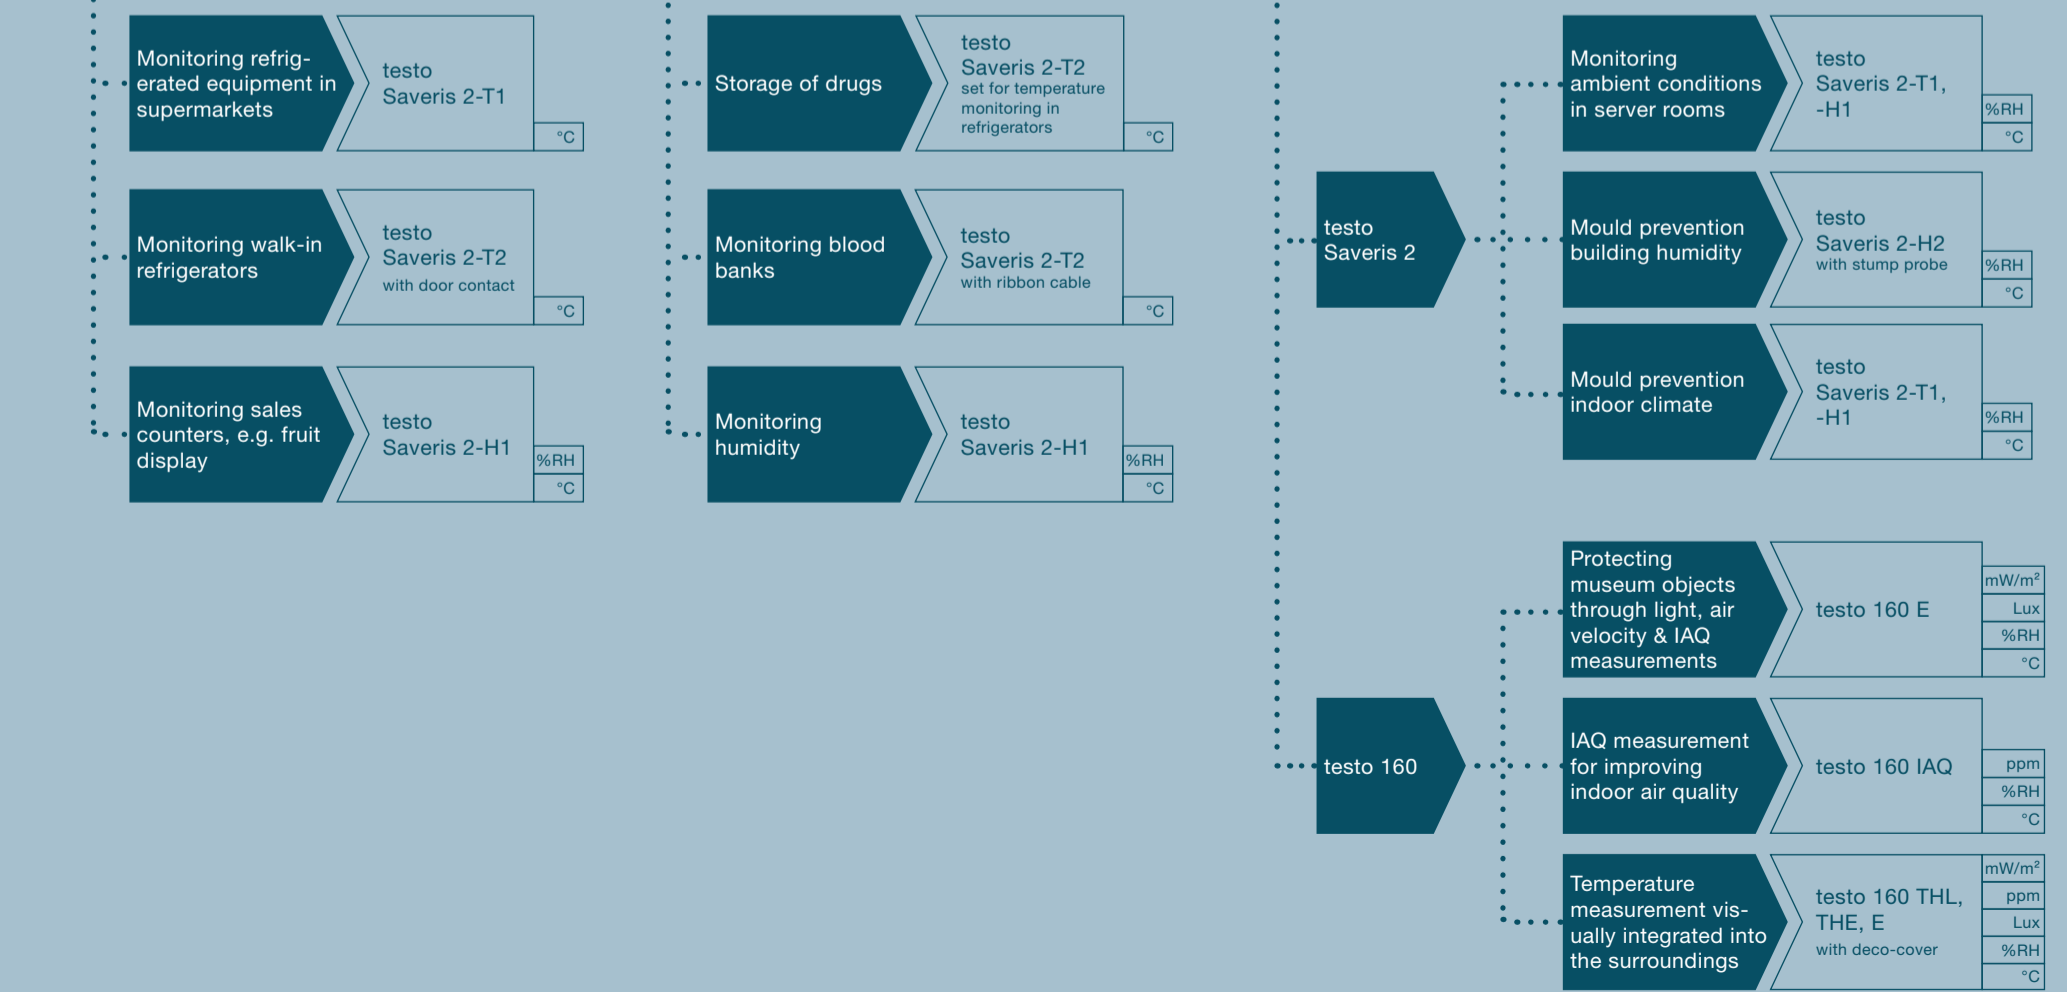 Monitoring refrig-
erated equipment in
supermarkets
testo
Saveris 2-T1
°C
Monitoring walk-in
refrigerators
testo
Saveris 2-T2
with door contact
°C
Monitoring sales
counters, e.g. fruit
display
testo
Saveris 2-H1
%RH
°C
Storage of drugs
testo
Saveris 2-T2
set for temperature
monitoring in
refrigerators
°C
Monitoring blood
banks
testo
Saveris 2-T2
with ribbon cable
°C
Monitoring
humidity
testo
Saveris 2-H1
%RH
°C
testo
Saveris 2
Monitoring
ambient conditions
in server rooms
testo
Saveris 2-T1,
-H1
%RH
°C
Mould prevention
building humidity
testo
Saveris 2-H2
with stump probe
%RH
°C
Mould prevention
indoor climate
testo
Saveris 2-T1,
-H1
%RH
°C
testo 160
Protecting
museum objects
through light, air
velocity & IAQ
measurements
testo 160 E
mW/m²
Lux
%RH
°C
IAQ measurement
for improving
indoor air quality
testo 160 IAQ
ppm
%RH
°C
Temperature
measurement vis-
ually integrated into
the surroundings
testo 160 THL,
THE, E
with deco-cover
mW/m²
ppm
Lux
%RH
°C